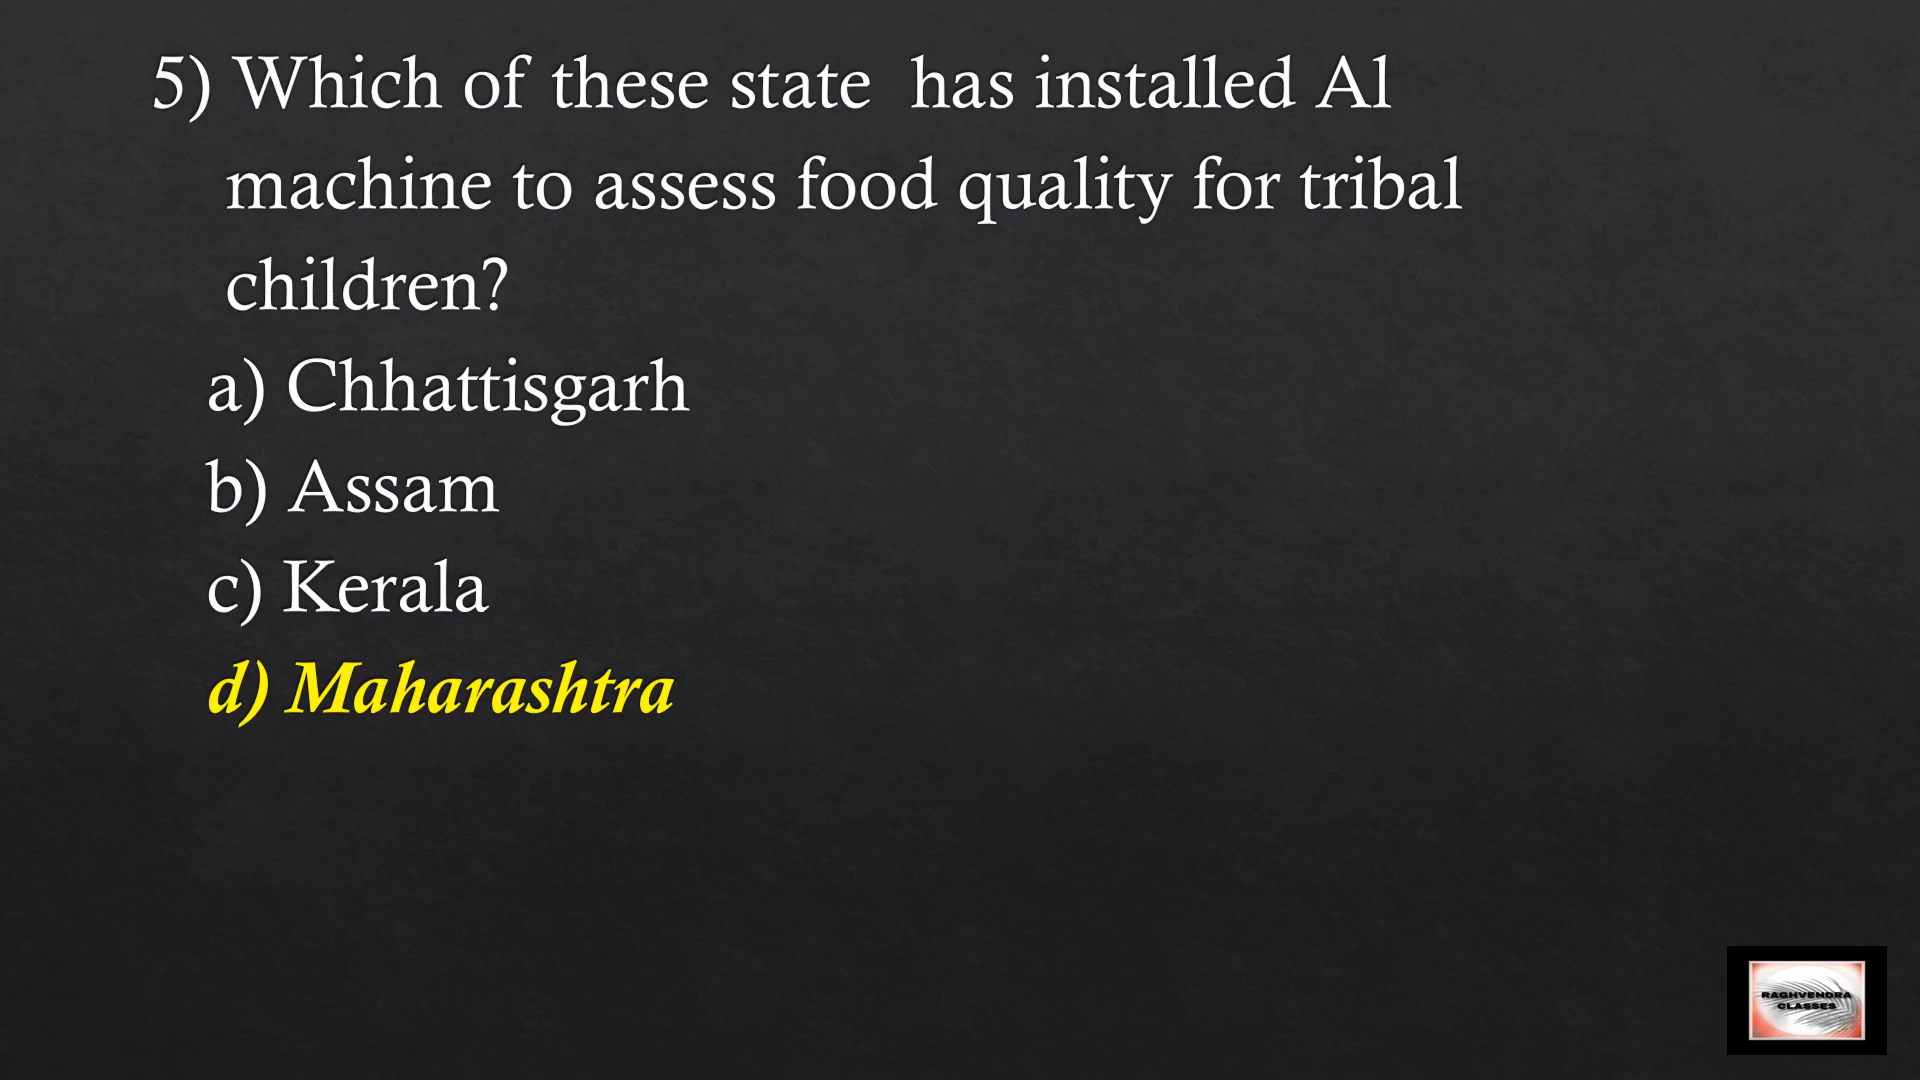 5) Which of these state has installed Al
machine to assess food quality for tribal
children?
a) Chhattisgarh
b) Assam
c) Kerala
d) Maharashtra
RAGHVENDRA
CLASSES